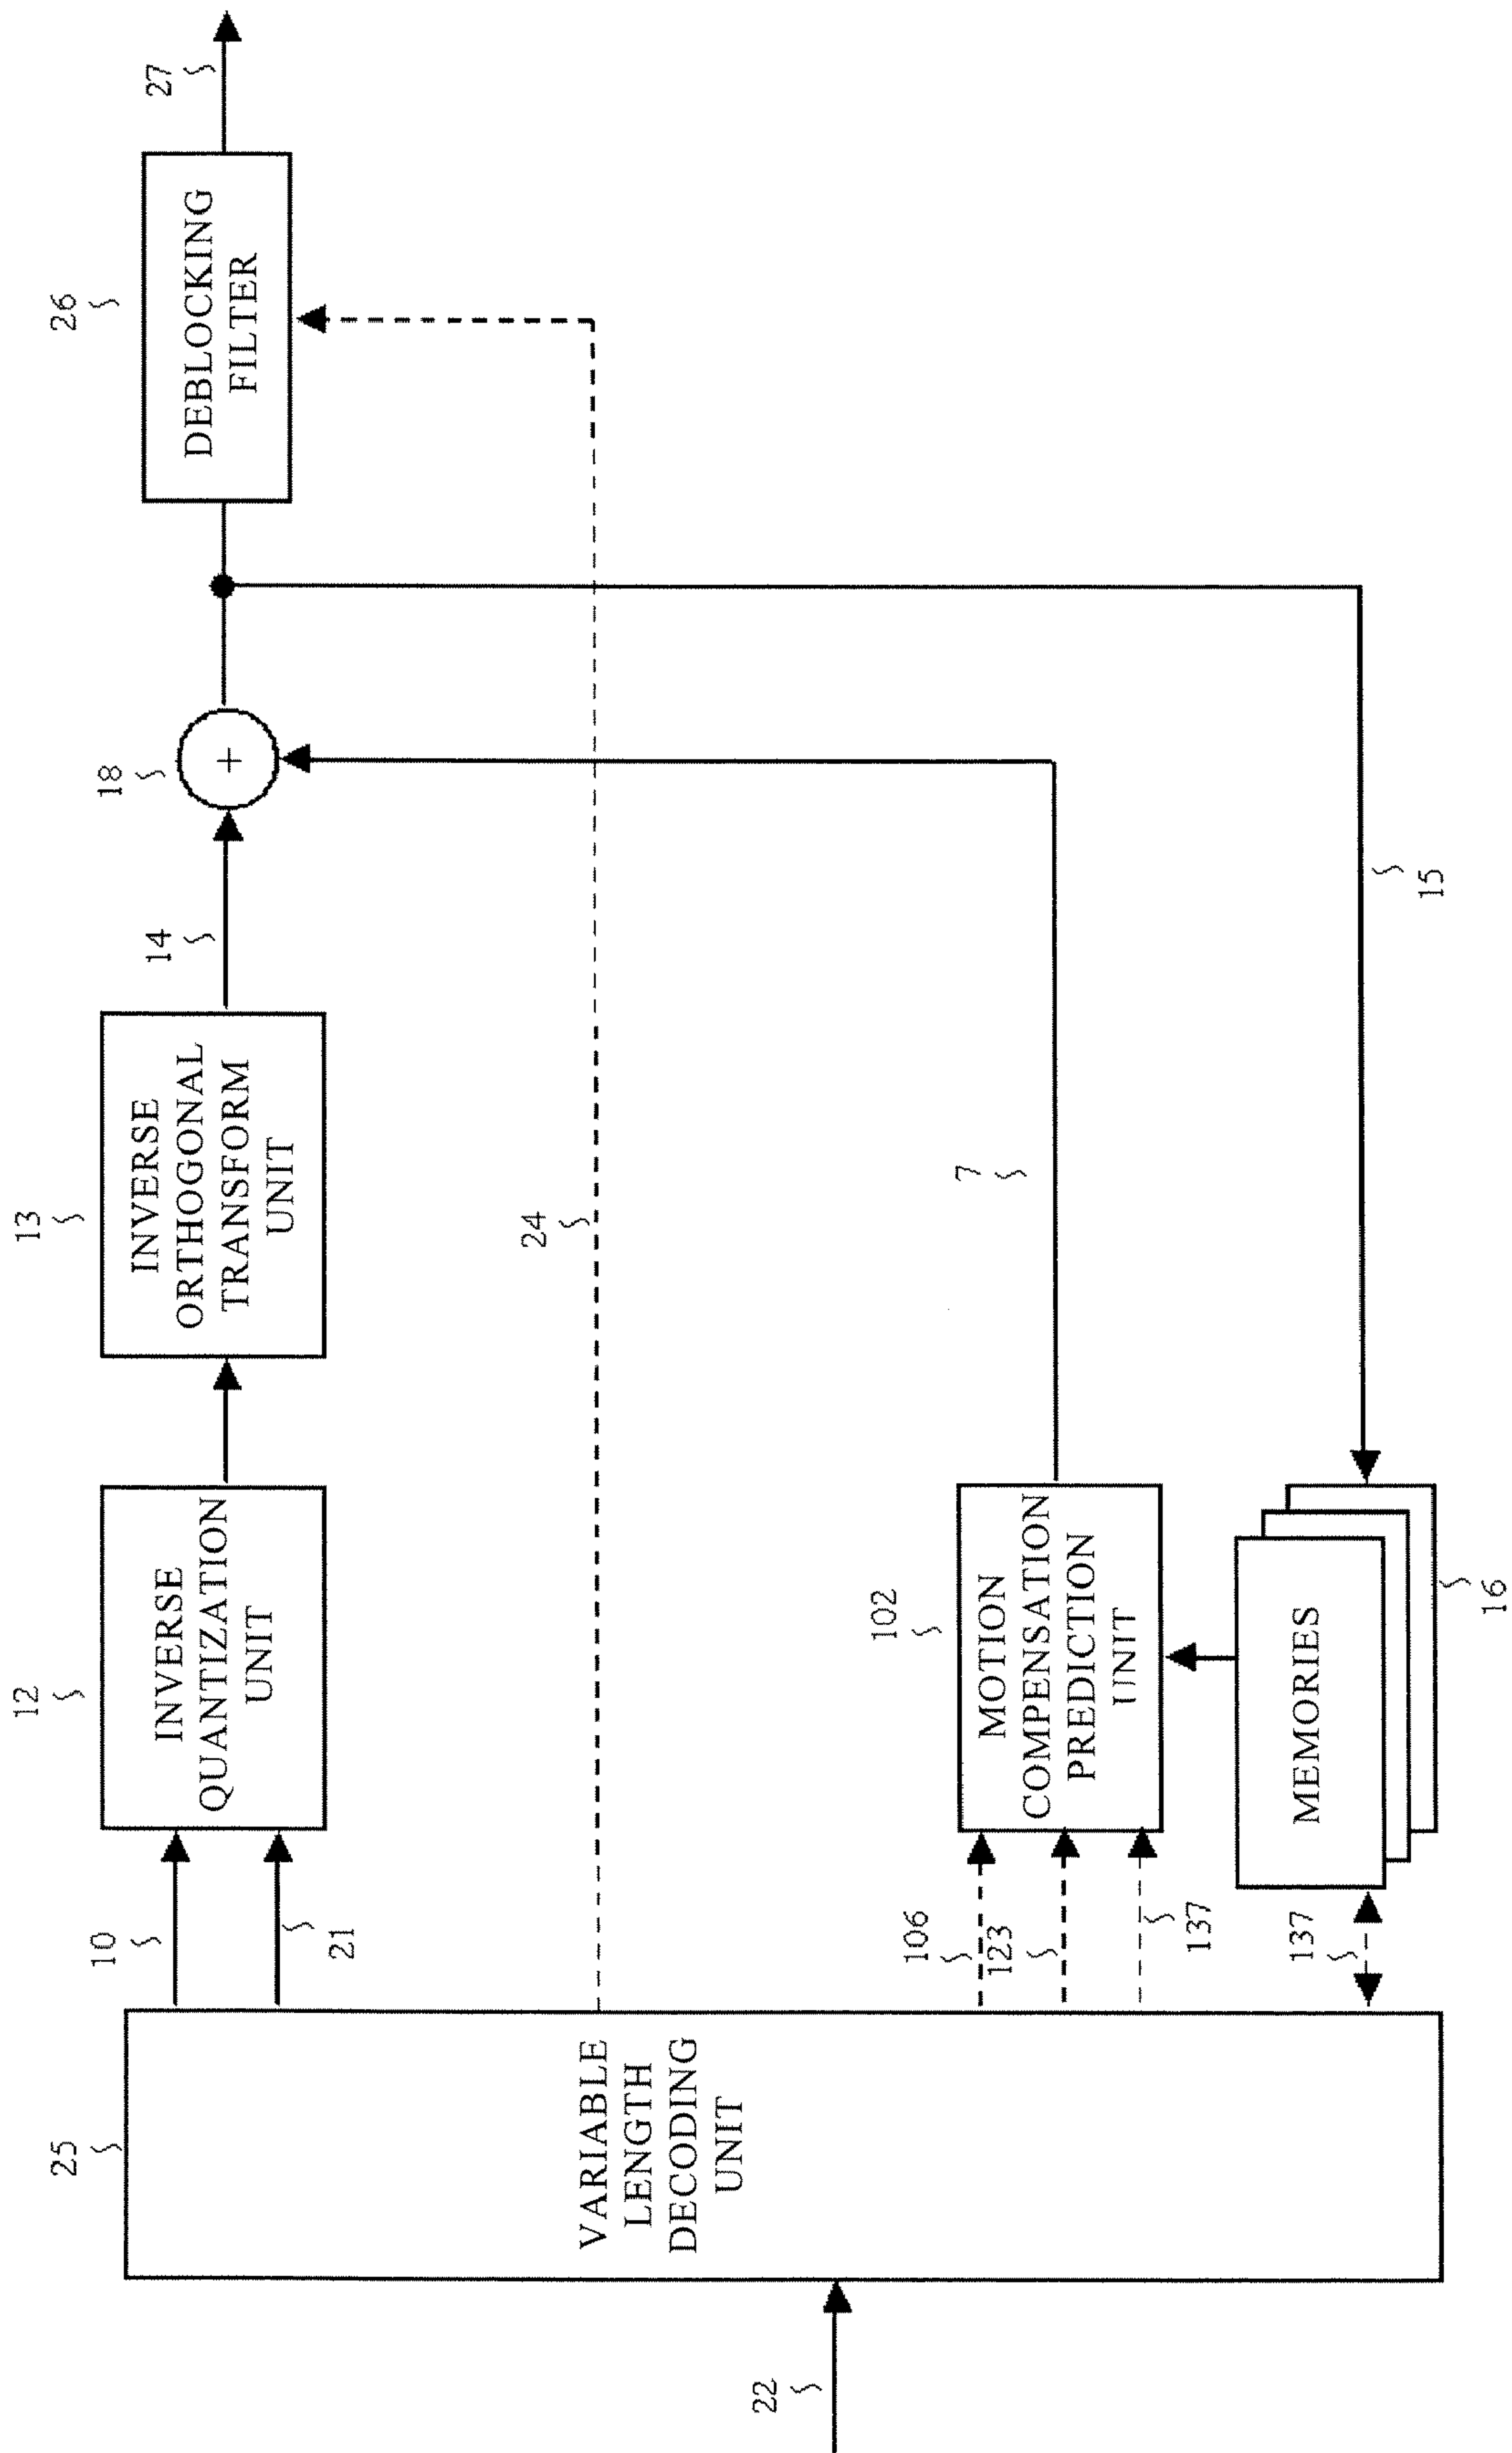 22
25
VARIABLE
LENGTH
DECODING
UNIT
10
21
12
INVERSE
QUANTIZATION
UNIT
13
INVERSE
ORTHOGONAL
TRANSFORM
UNIT
14
18
+
26
DEBLOCKING
FILTER
27
24
106
123
137
102
MOTION
COMPENSATION
PREDICTION
UNIT
7
137
MEMORIES
16
15